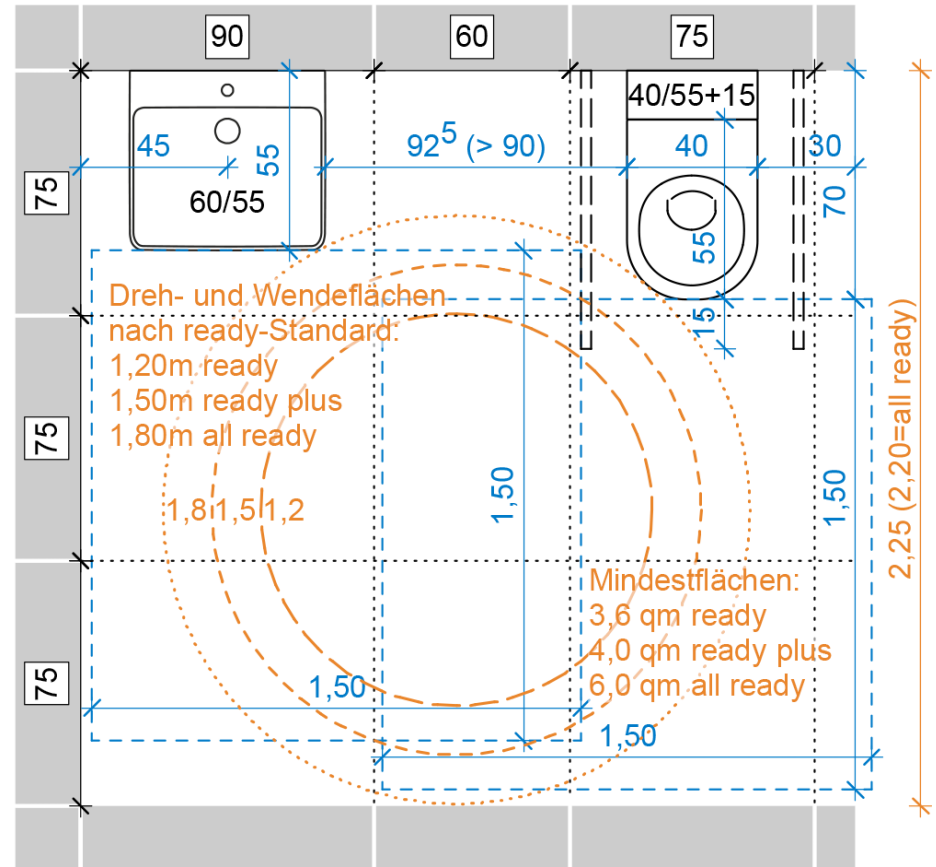 90
60
75
40/55+15
45
55
92⁵ (> 90)
40
30
75
60/55
70
55
Dreh- und Wendeflächen
nach ready-Standard:
1,20m ready
1,50m ready plus
1,80m all ready
15
75
1,8
1,5
1,2
1,50
1,50
2,25 (2,20=all ready)
Mindestflächen:
3,6 qm ready
4,0 qm ready plus
6,0 qm all ready
75
1,50
1,50